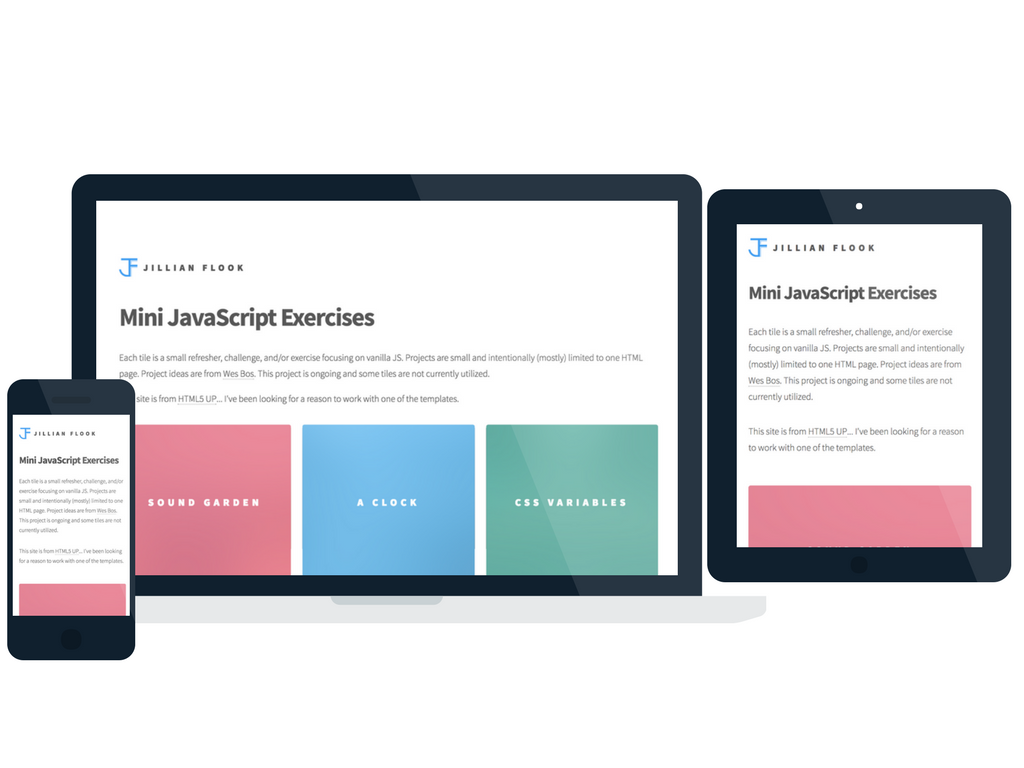 JF JILLIAN FLOOK
Mini JavaScript Exercises
Each tile is a small refresher, challenge, and/or exercise focusing on vanilla JS. Projects are small and intentionally (mostly) limited to one HTML
page. Project ideas are from Wes Bos. This project is ongoing and some tiles are not currently utilized.
site is from HTML5 UP... I've been looking for a reason to work with one of the templates.
SOUND GARDEN
A CLOCK
CSS VARIABLES
JF JILLIAN FLOOK
Mini JavaScript Exercises
Each tile is a small refresher, challenge, and/or exercise
focusing on vanilla JS. Projects are small and intentionally
(mostly) limited to one HTML page. Project ideas are from
Wes Bos. This project is ongoing and some tiles are not
currently utilized.
This site is from HTML5 UP... I've been looking for a reason
to work with one of the templates.
JF JILLIAN FLOOK
Mini JavaScript Exercises
Each tile is a small refresher, challenge, and/or
exercise focusing on vanilla JS. Projects are
small and intentionally (mostly) limited to one
HTML page. Project ideas are from Wes Bos.
This project is ongoing and some tiles are not
currently utilized.
This site is from HTML5 UP... I've been looking
for a reason to work with one of the templates.